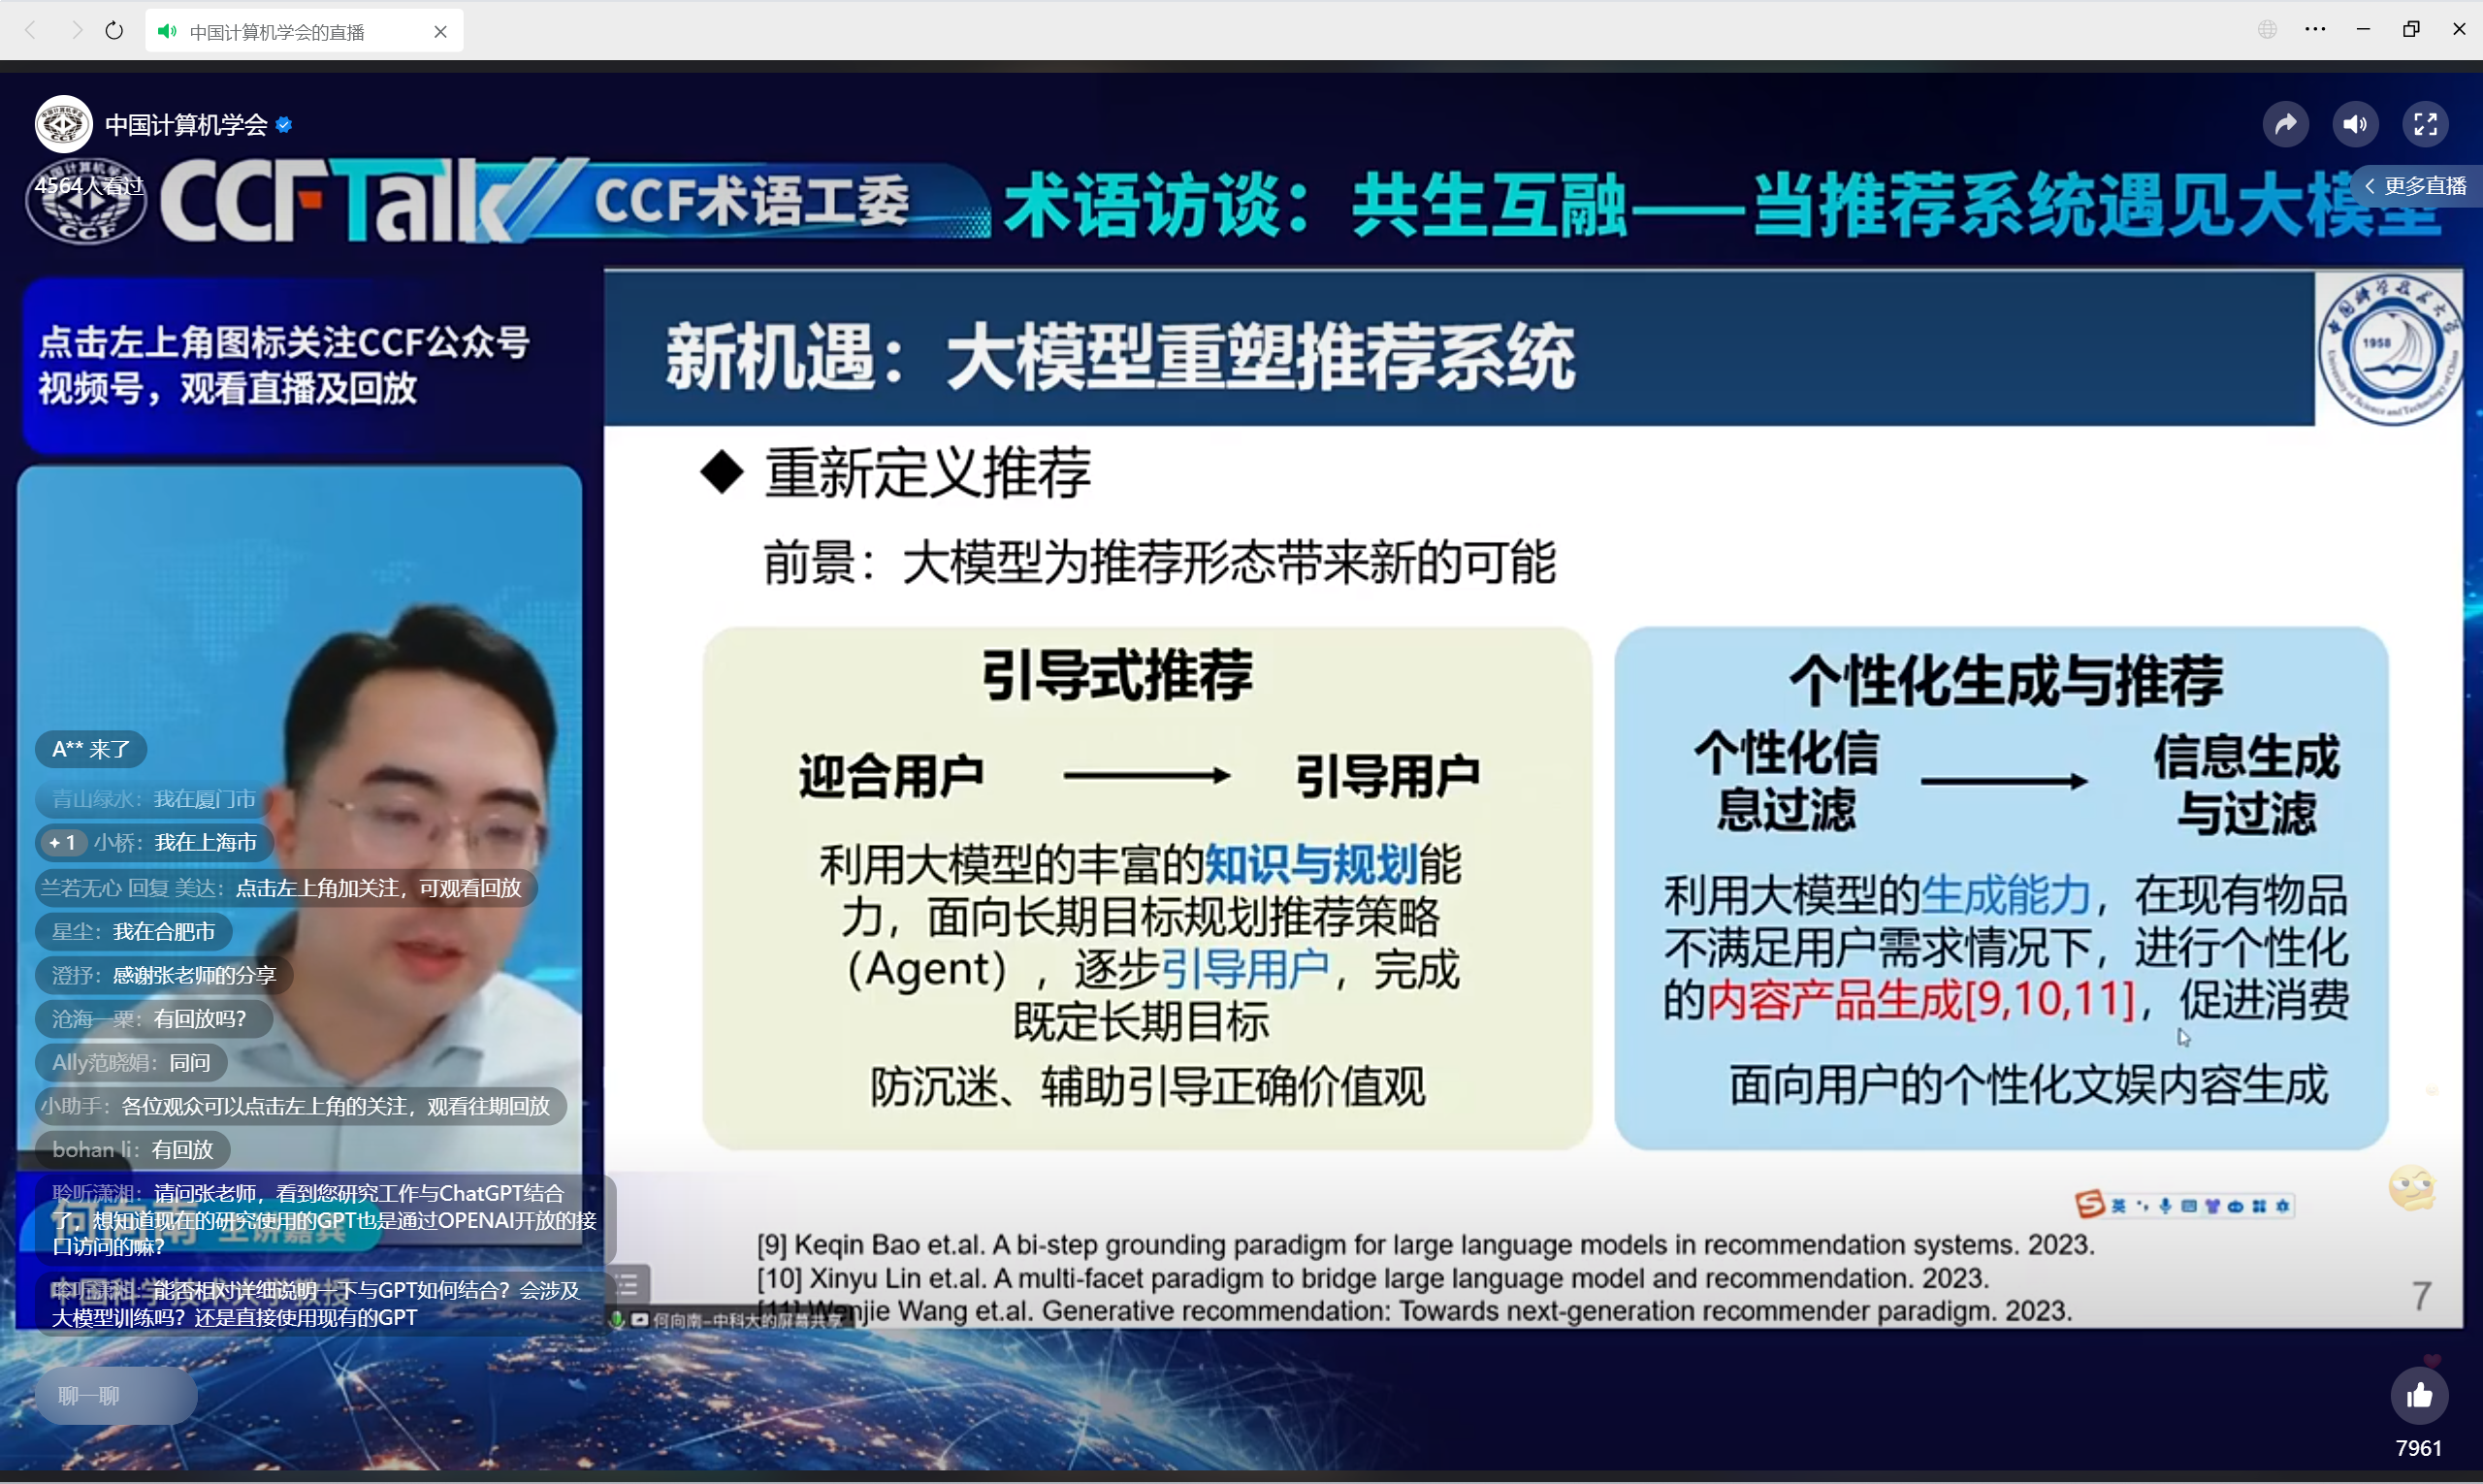 中国计算机学会的直播
中国计算机学会
4564人看过
CCFTalk
CCF术语工委
术语访谈：共生互融——当推荐系统遇见大模型
更多直播
点击左上角图标关注CCF公众号
视频号，观看直播及回放
新机遇：大模型重塑推荐系统
1958
◆ 重新定义推荐
前景：大模型为推荐形态带来新的可能
引导式推荐
迎合用户
引导用户
利用大模型的丰富的知识与规划能
力，面向长期目标规划推荐策略
（Agent），逐步引导用户，完成
既定长期目标
防沉迷、辅助引导正确价值观
个性化生成与推荐
个性化信
息过滤
信息生成
与过滤
利用大模型的生成能力，在现有物品
不满足用户需求情况下，进行个性化
的内容产品生成[9,10,11]，促进消费
面向用户的个性化文娱内容生成
英
[9] Keqin Bao et.al. A bi-step grounding paradigm for large language models in recommendation systems. 2023.
[10] Xinyu Lin et.al. A multi-facet paradigm to bridge large language model and recommendation. 2023.
[11] Wenjie Wang et.al. Generative recommendation: Towards next-generation recommender paradigm. 2023.
7
何向南-中科大的屏幕共享
A** 来了
青山绿水：我在厦门市
1 小桥：我在上海市
兰若无心 回复 美达：点击左上角加关注，可观看回放
星尘：我在合肥市
澄抒：感谢张老师的分享
沧海一栗：有回放吗？
Ally范晓娟：同问
小助手：各位观众可以点击左上角的关注，观看往期回放
bohan li：有回放
聆听潇湘：请问张老师，看到您研究工作与ChatGPT结合
了，想知道现在的研究使用的GPT也是通过OPENAI开放的接
口访问的嘛？
何向南 主讲嘉宾
聆听潇湘：能否相对详细说明一下与GPT如何结合？会涉及
大模型训练吗？还是直接使用现有的GPT
中国科学技术大学教授
聊一聊
7961